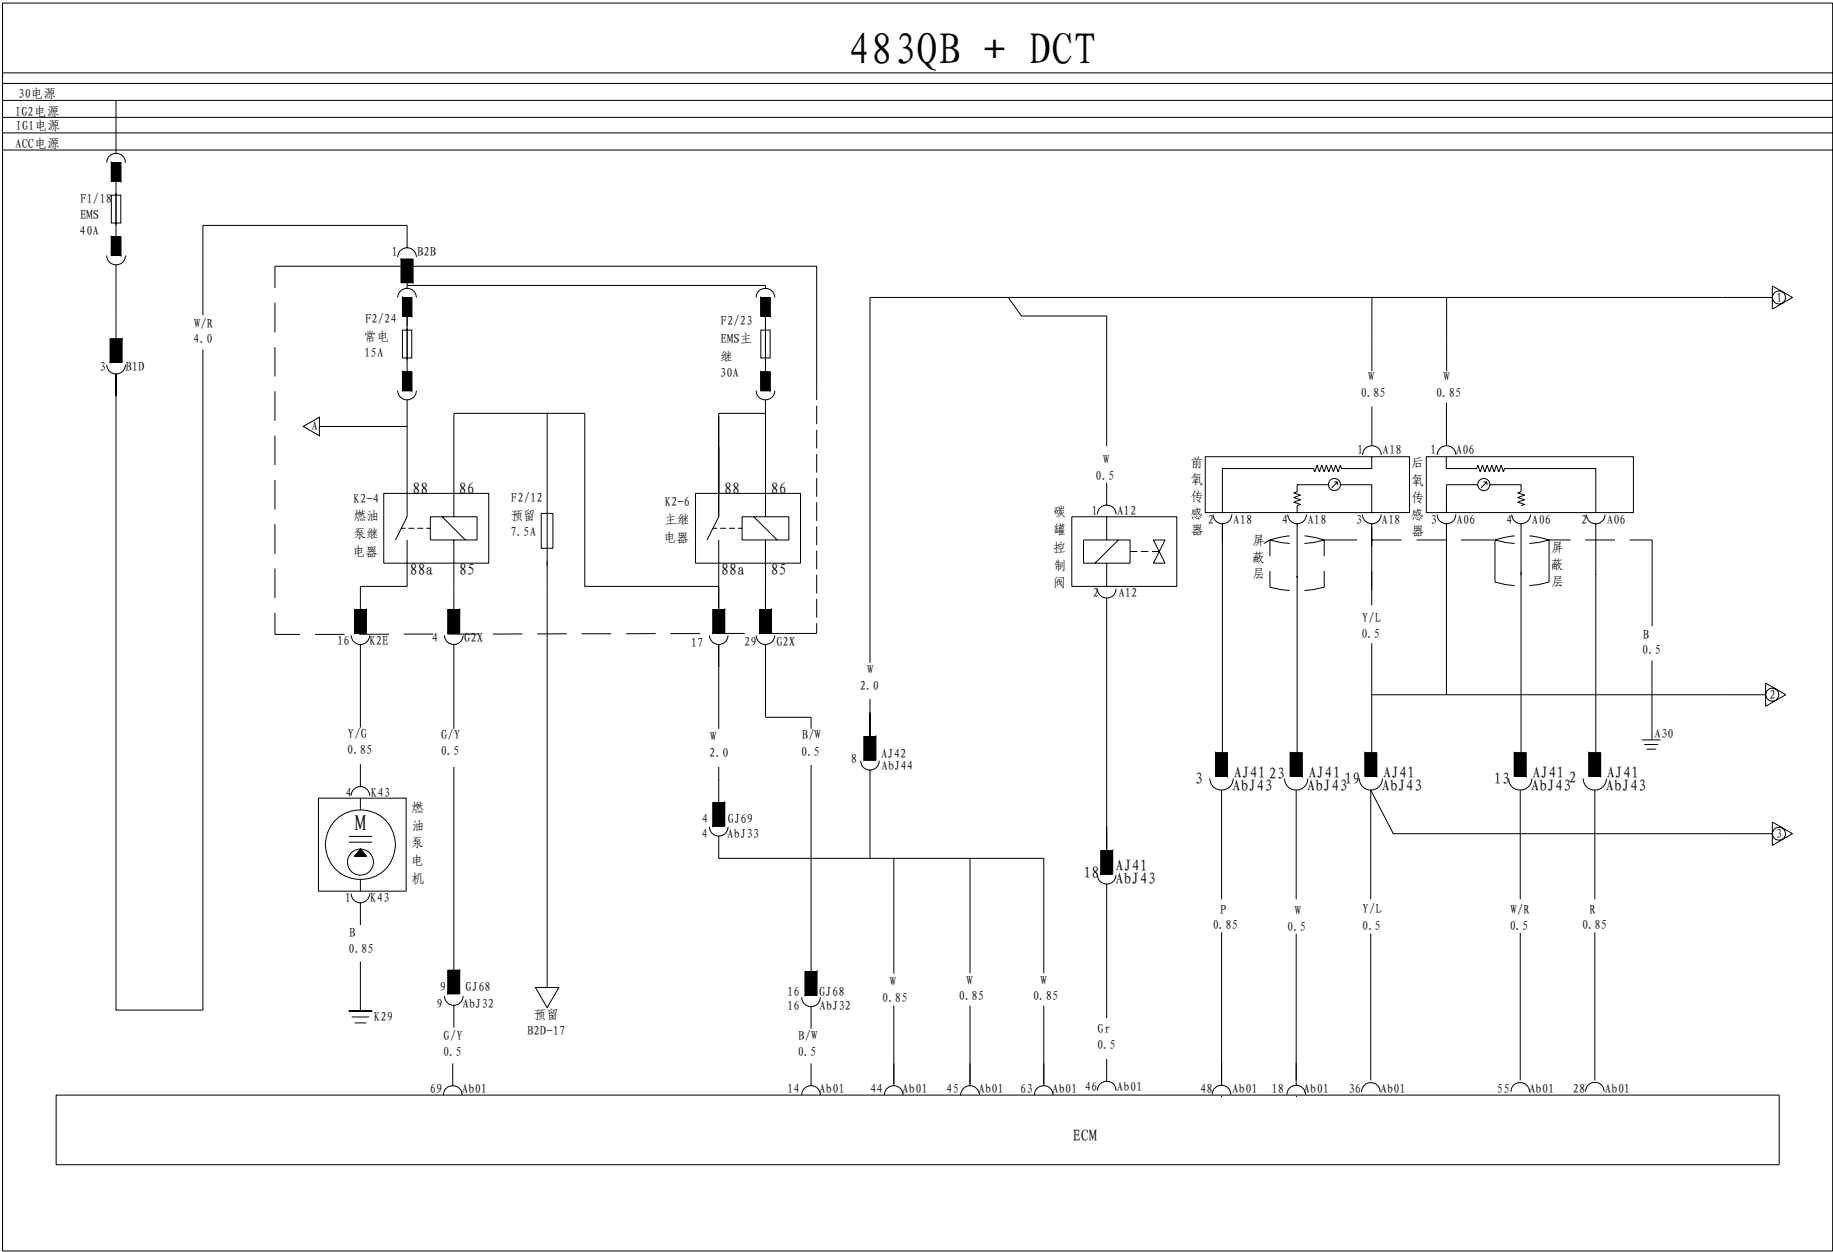 483QB + DCT
30电源
IG2电源
IG1电源
ACC电源
F1/18
EMS
40A
3
B1D
W/R
4.0
1
B2B
F2/24
常电
15A
F2/23
EMS主
继
30A
A
88
86
K2-4
燃油
泵继
电器
88a
85
F2/12
预留
7.5A
88
86
K2-6
主继
电器
88a
85
16
K2E
4
G2X
17
29
G2X
Y/G
0.85
G/Y
0.5
W
2.0
B/W
0.5
W
2.0
8
AJ42
AbJ44
4
K43
M
燃油泵电机
1
K43
B
0.85
K29
4
GJ69
4
AbJ33
9
GJ68
9
AbJ32
G/Y
0.5
预留
B2D-17
16
GJ68
16
AbJ32
B/W
0.5
W
0.85
W
0.85
W
0.85
W
0.5
1
A12
碳罐控制阀
2
A12
18
AJ41
AbJ43
Gr
0.5
W
0.85
W
0.85
1
A18
1
A06
前氧传感器
后氧传感器
2
A18
4
A18
3
A18
3
A06
4
A06
2
A06
屏蔽层
屏蔽层
Y/L
0.5
B
0.5
A30
1
2
3
3
AJ41
AbJ43
23
AJ41
AbJ43
19
AJ41
AbJ43
13
AJ41
AbJ43
2
AJ41
AbJ43
P
0.85
W
0.5
Y/L
0.5
W/R
0.5
R
0.85
69
Ab01
14
Ab01
44
Ab01
45
Ab01
63
Ab01
46
Ab01
48
Ab01
18
Ab01
36
Ab01
55
Ab01
28
Ab01
ECM